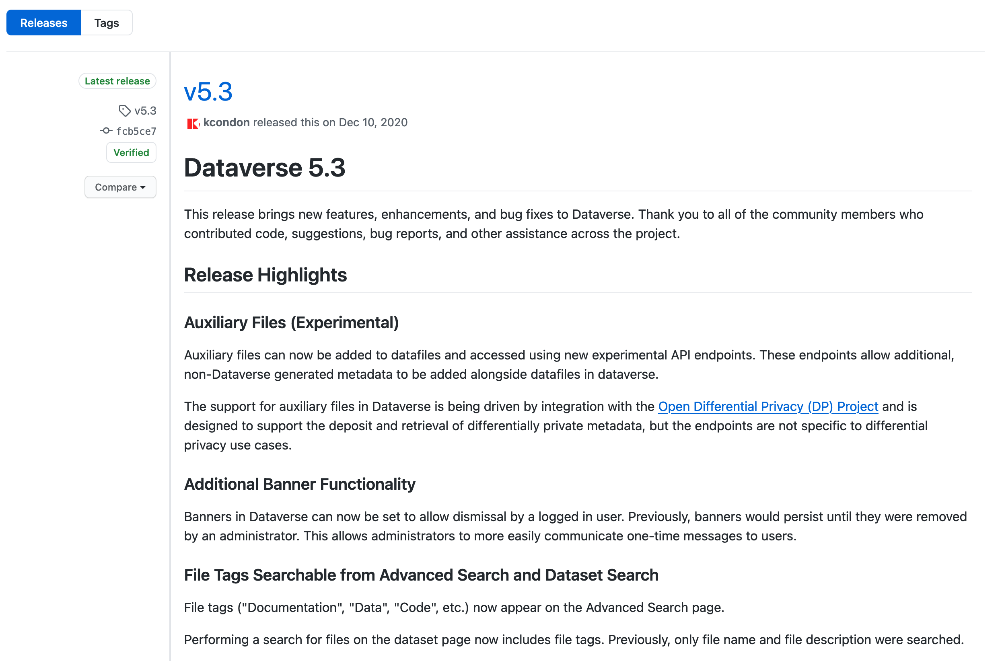 Releases
Tags
Latest release
v5.3
fcb5ce7
Verified
Compare
v5.3
kcondon released this on Dec 10, 2020
Dataverse 5.3
This release brings new features, enhancements, and bug fixes to Dataverse. Thank you to all of the community members who
contributed code, suggestions, bug reports, and other assistance across the project.
Release Highlights
Auxiliary Files (Experimental)
Auxiliary files can now be added to datafiles and accessed using new experimental API endpoints. These endpoints allow additional,
non-Dataverse generated metadata to be added alongside datafiles in dataverse.
The support for auxiliary files in Dataverse is being driven by integration with the Open Differential Privacy (DP) Project and is
designed to support the deposit and retrieval of differentially private metadata, but the endpoints are not specific to differential
privacy use cases.
Additional Banner Functionality
Banners in Dataverse can now be set to allow dismissal by a logged in user. Previously, banners would persist until they were removed
by an administrator. This allows administrators to more easily communicate one-time messages to users.
File Tags Searchable from Advanced Search and Dataset Search
File tags ("Documentation", "Data", "Code", etc.) now appear on the Advanced Search page.
Performing a search for files on the dataset page now includes file tags. Previously, only file name and file description were searched.